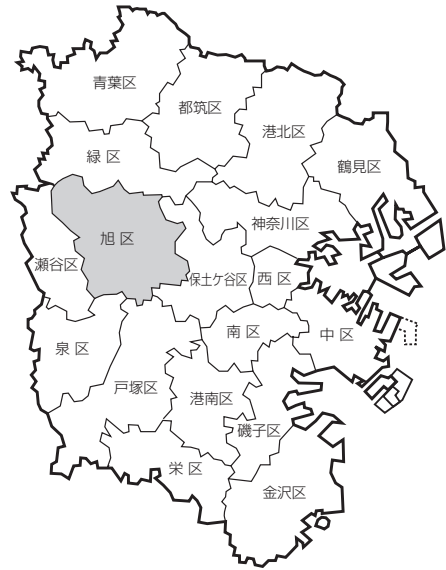 青葉区
都筑区
港北区
緑 区
鶴見区
旭 区
神奈川区
瀬谷区
保土ケ谷区
西 区
南 区
中 区
泉 区
戸塚区
港南区
磯子区
栄 区
金沢区